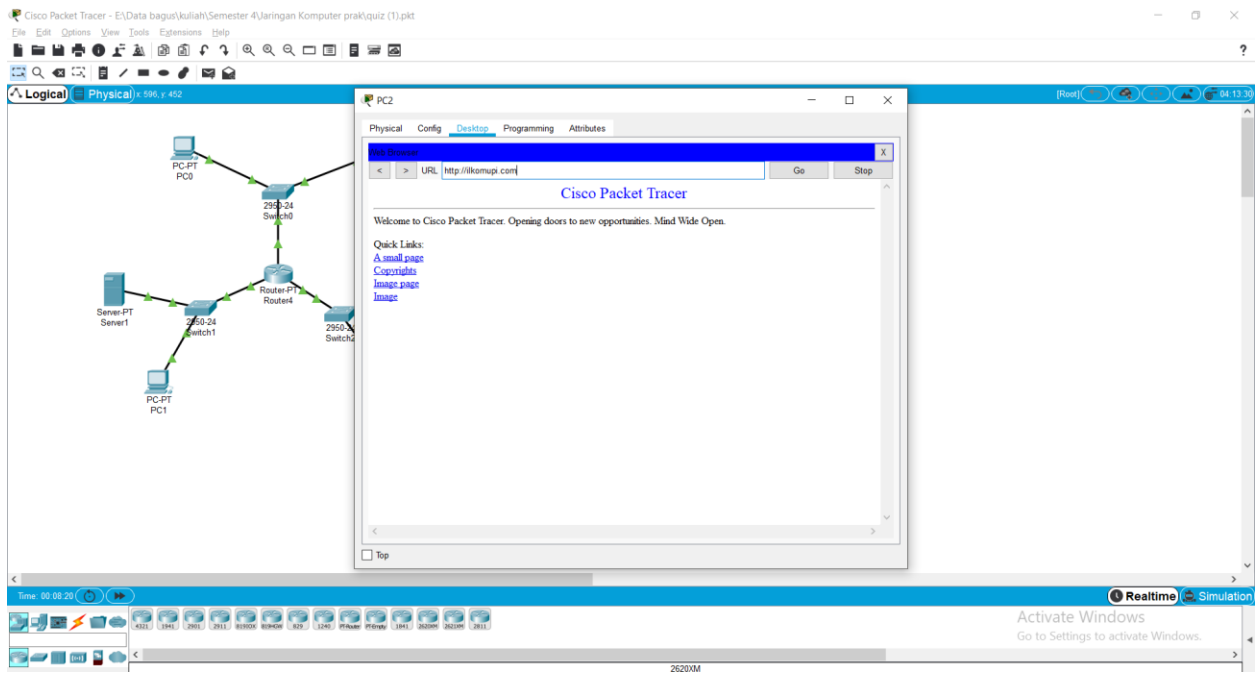 Cisco Packet Tracer - E:\Data bagus\kuliah\Semester 4\Jaringan Komputer prak\quiz (1).pkt
File Edit Options View Tools Extensions Help
?
Logical Physical x: 596, y: 452
[Root] 04:13:30
PC2
Physical Config Desktop Programming Attributes
Web Browser
X
< > URL http://ilkomupi.com Go Stop
Cisco Packet Tracer
Welcome to Cisco Packet Tracer. Opening doors to new opportunities. Mind Wide Open.
Quick Links:
A small page
Copyrights
Image page
Image
Top
PC-PT
PC0
2950-24
Switch0
Router-PT
Router4
Server-PT
Server1
2950-24
Switch1
2950-2
Switch2
PC-PT
PC1
Time: 00:08:20
Realtime Simulation
4321 1941 2901 2911 819IOX 819HGW 829 1240 PT-Router PT-Empty 1841 2620XM 2621XM 2811
Activate Windows
Go to Settings to activate Windows.
2620XM